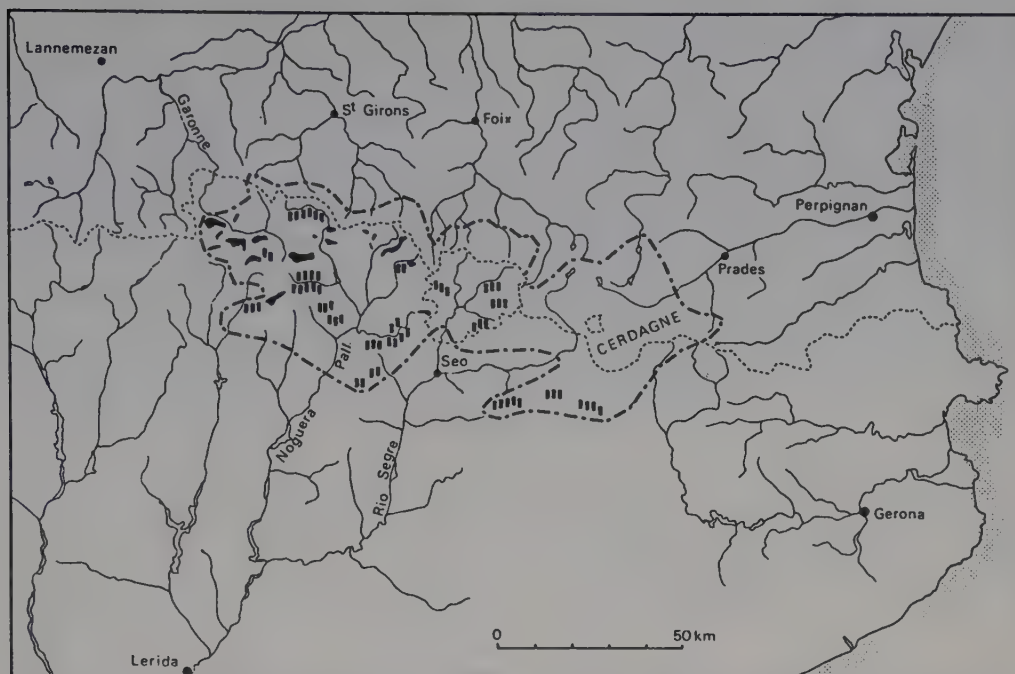 Lannemezan
Garonne
St Girons
Foix
Perpignan
Prades
CERDAGNE
Pall.
Seo
Noguera
Rio Segre
Gerona
0 50 km
Lerida